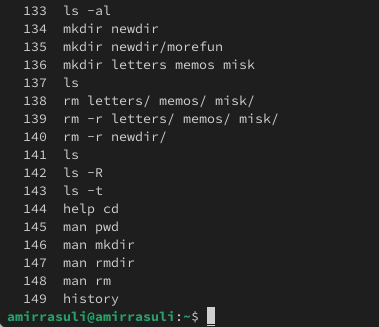 133 ls -al
134 mkdir newdir
135 mkdir newdir/morefun
136 mkdir letters memos misk
137 ls
138 rm letters/ memos/ misk/
139 rm -r letters/ memos/ misk/
140 rm -r newdir/
141 ls
142 ls -R
143 ls -t
144 help cd
145 man pwd
146 man mkdir
147 man rmdir
148 man rm
149 history
amirrasuli@amirrasuli:~$